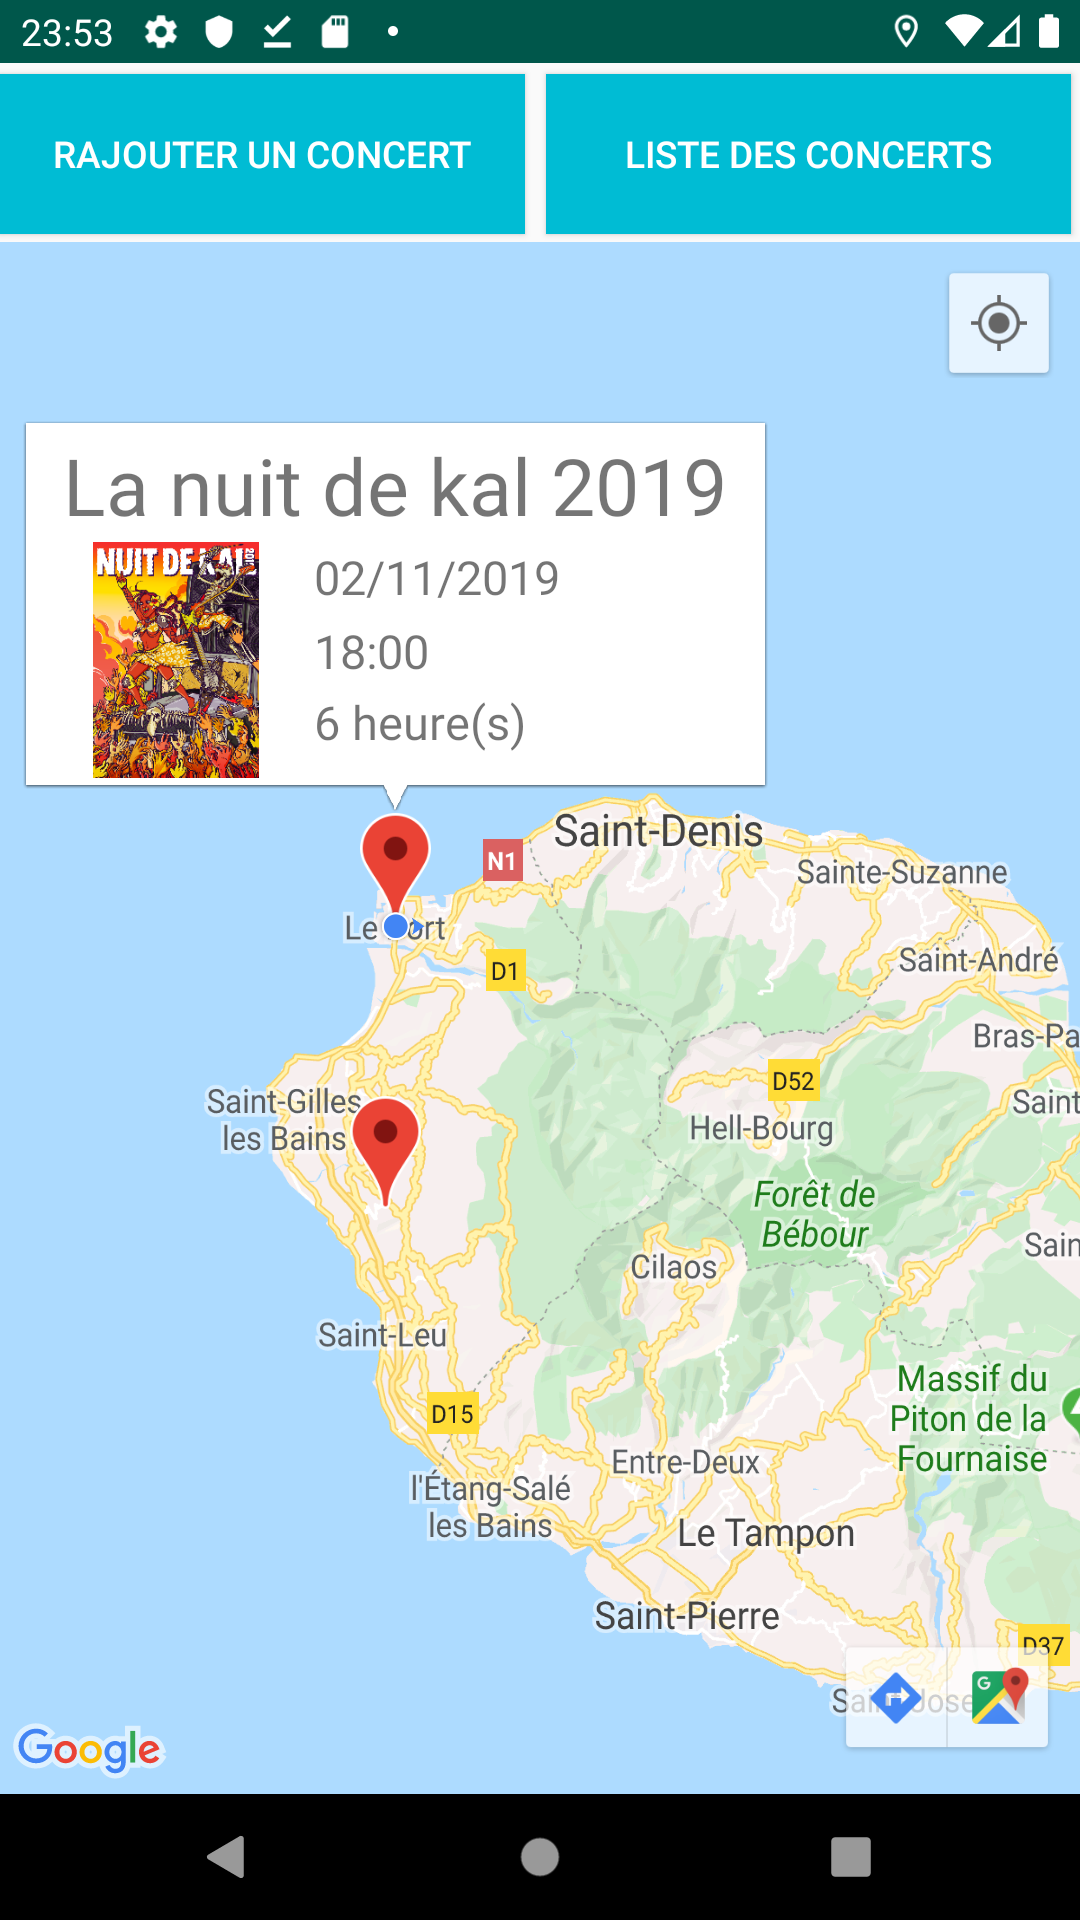 23:53
RAJOUTER UN CONCERT
LISTE DES CONCERTS
La nuit de kal 2019
NUIT DE KAL
02/11/2019
18:00
6 heure(s)
Saint-Denis
N1
Sainte-Suzanne
Le Port
D1
Saint-André
Bras-Pa
D52
Saint-Gilles
les Bains
Saint
Hell-Bourg
Forêt de
Bébour
Sain
Cilaos
Saint-Leu
Massif du
Piton de la
Fournaise
D15
Entre-Deux
l'Étang-Salé
les Bains
Le Tampon
Saint-Pierre
D37
G
Google